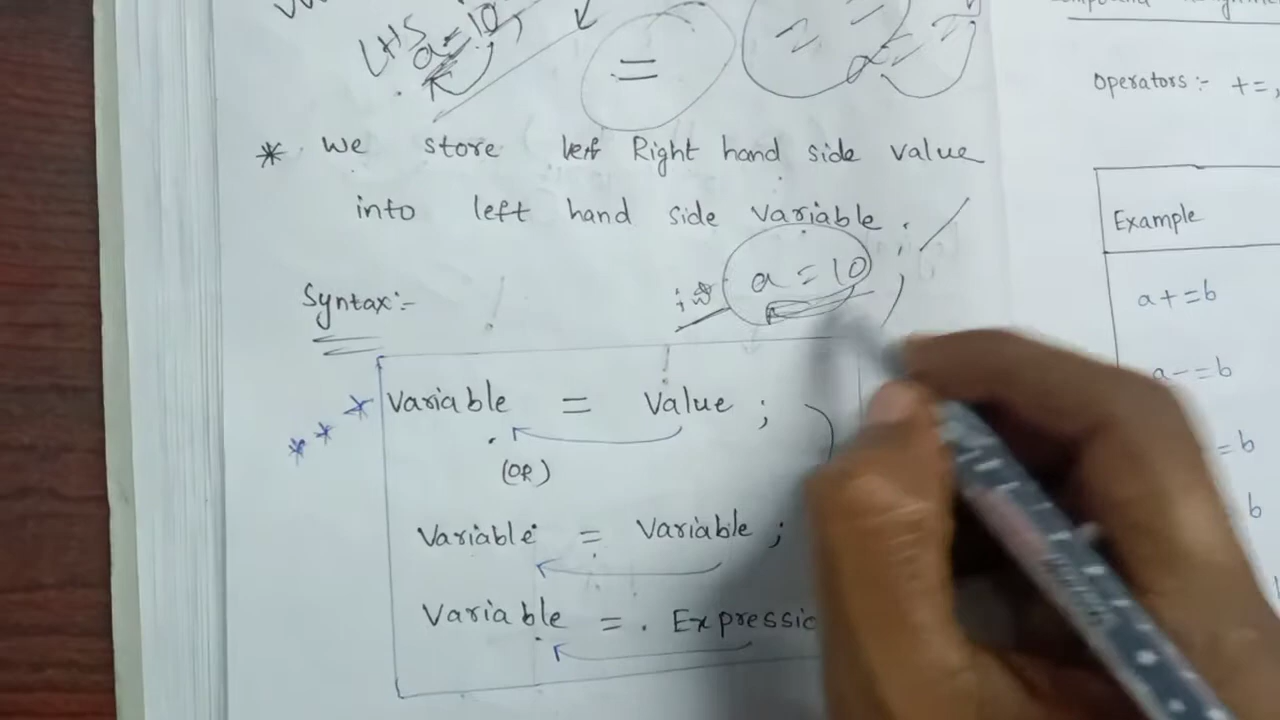 LHS
a=10,
=
=
* We store left Right hand side value
into left hand side variable.
int a = 10
Syntax:-
* * * Variable = Value ;
(OR)
Variable = Variable ;
Variable = Expressio
Operators :- +=,
Example
a+=b
a-=b
=b
b